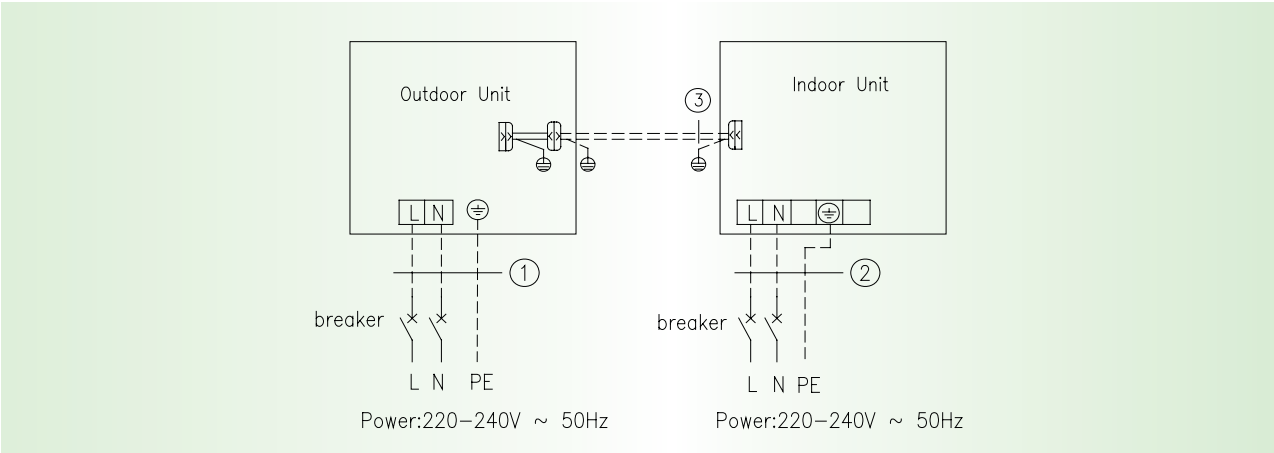 Outdoor Unit
Indoor Unit
3
L N
L N
1
2
breaker
breaker
L N PE
L N PE
Power:220-240V ~ 50Hz
Power:220-240V ~ 50Hz